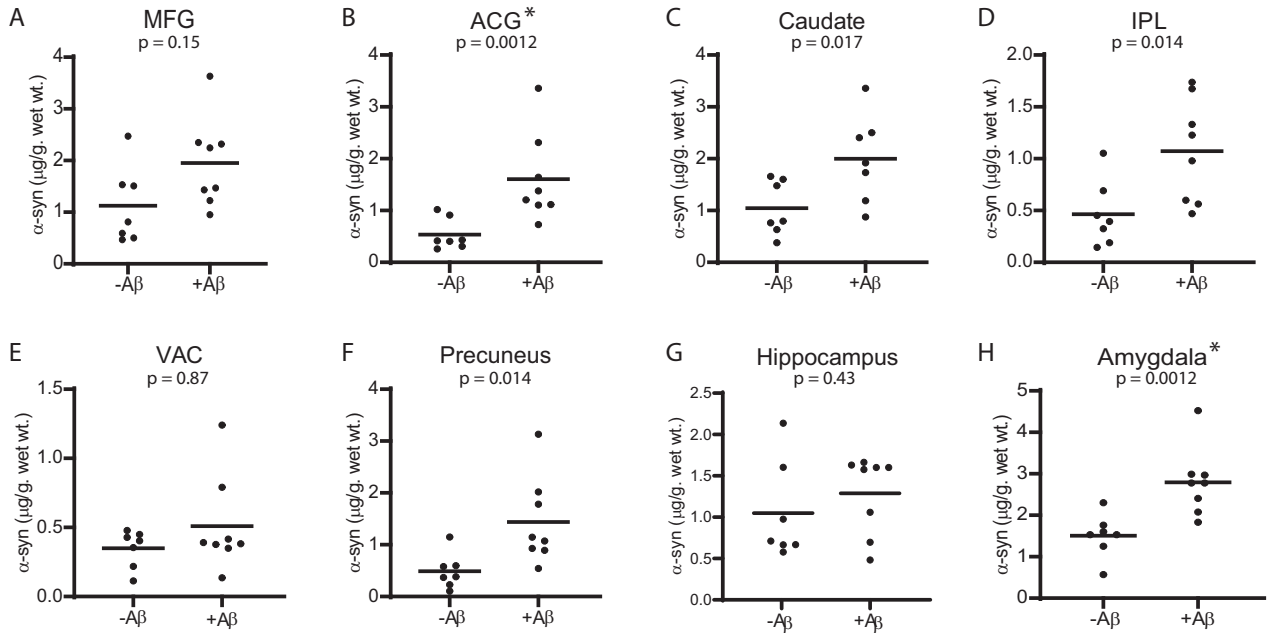 A
MFG
p = 0.15
α-syn (μg/g. wet wt.)
4
3
2
1
0
-Aβ
+Aβ
B
ACG*
p = 0.0012
α-syn (μg/g. wet wt.)
4
3
2
1
0
-Aβ
+Aβ
C
Caudate
p = 0.017
α-syn (μg/g. wet wt.)
4
3
2
1
0
-Aβ
+Aβ
D
IPL
p = 0.014
α-syn (μg/g. wet wt.)
2.0
1.5
1.0
0.5
0.0
-Aβ
+Aβ
E
VAC
p = 0.87
α-syn (μg/g. wet wt.)
1.5
1.0
0.5
0.0
-Aβ
+Aβ
F
Precuneus
p = 0.014
α-syn (μg/g. wet wt.)
4
3
2
1
0
-Aβ
+Aβ
G
Hippocampus
p = 0.43
α-syn (μg/g. wet wt.)
2.5
2.0
1.5
1.0
0.5
0.0
-Aβ
+Aβ
H
Amygdala*
p = 0.0012
α-syn (μg/g. wet wt.)
5
4
3
2
1
0
-Aβ
+Aβ